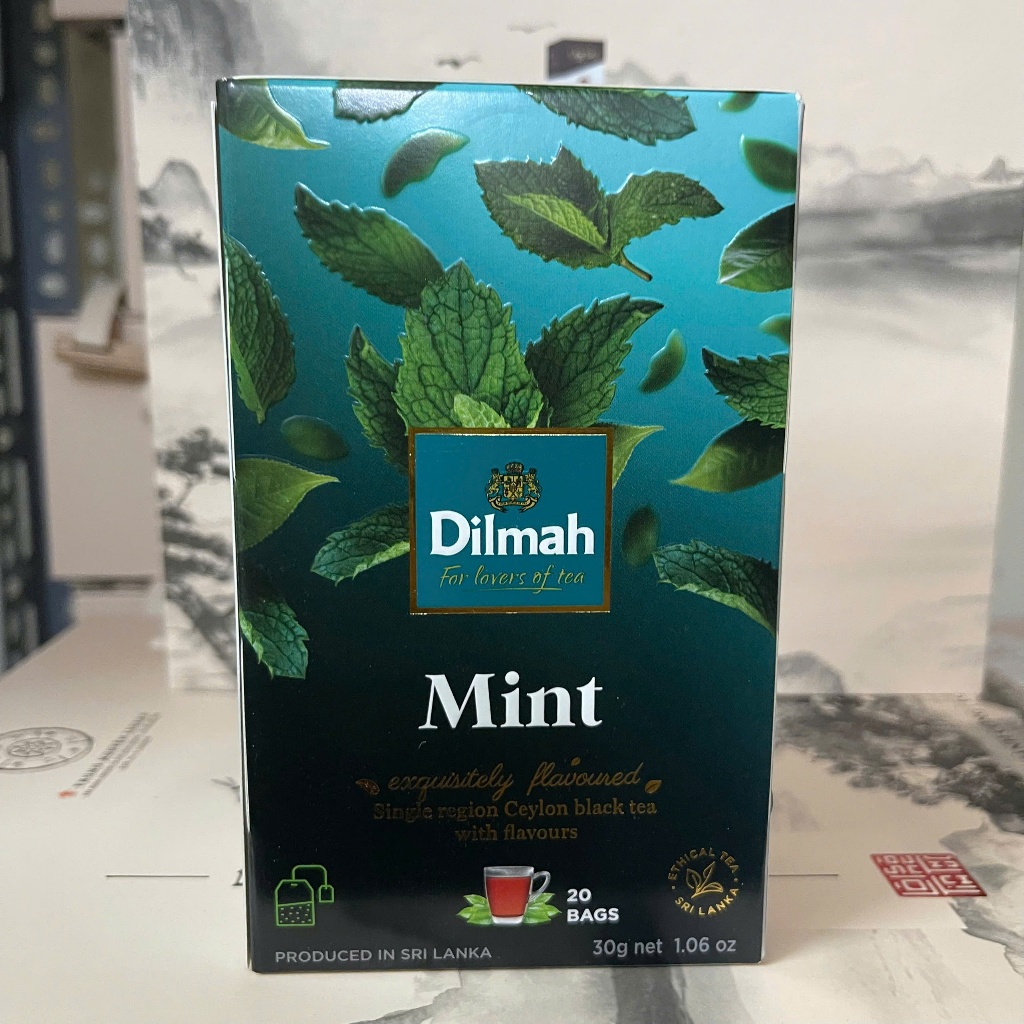 Dilmah
For lovers of tea
Mint
exquisitely flavoured
Single region Ceylon black tea
with flavours
20
BAGS
ETHICAL TEA
SRI LANKA
PRODUCED IN SRI LANKA
30g net 1.06 oz